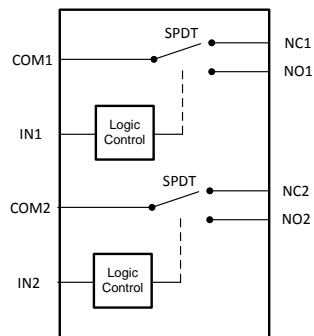 SPDT
NC1
COM1
NO1
IN1
Logic
Control
SPDT
NC2
COM2
NO2
IN2
Logic
Control